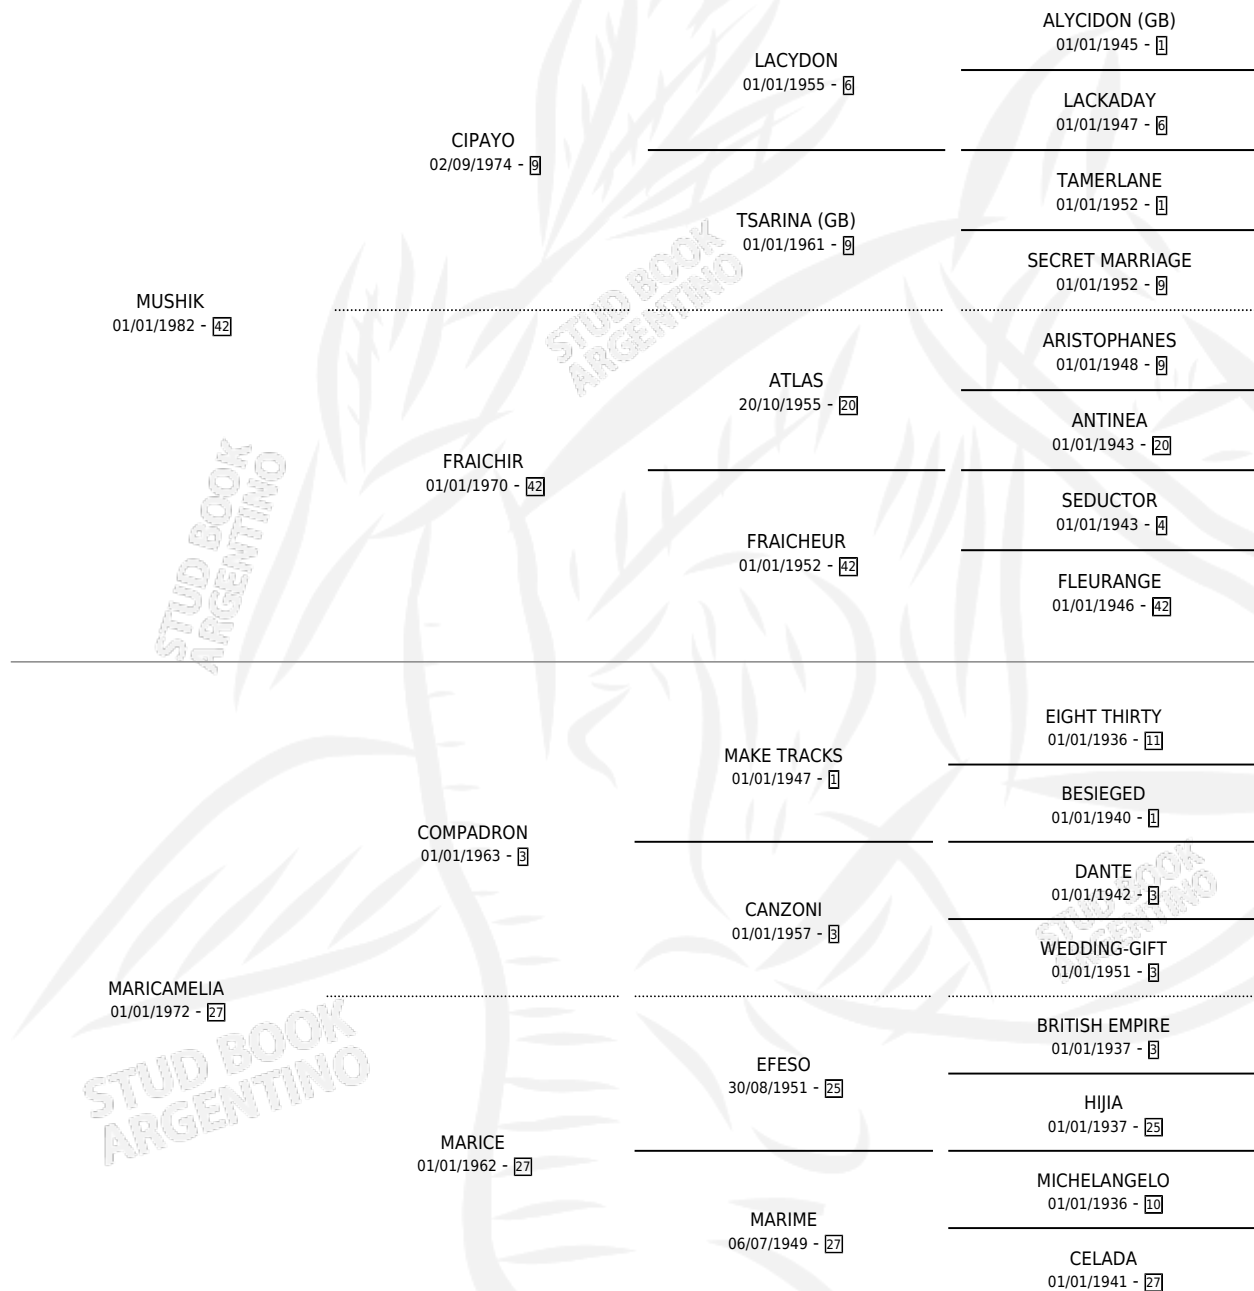 ALYCIDON (GB)
01/01/1945 - 1
LACYDON
01/01/1955 - 6
LACKADAY
01/01/1947 - 6
CIPAYO
02/09/1974 - 9
TAMERLANE
01/01/1952 - 1
TSARINA (GB)
01/01/1961 - 9
SECRET MARRIAGE
01/01/1952 - 9
MUSHIK
01/01/1982 - 42
STUD BOOK
ARGENTINO
ARISTOPHANES
01/01/1948 - 9
ATLAS
20/10/1955 - 20
ANTINEA
01/01/1943 - 20
FRAICHIR
01/01/1970 - 42
SEDUCTOR
01/01/1943 - 4
FRAICHEUR
01/01/1952 - 42
FLEURANGE
01/01/1946 - 42
STUD BOOK
ARGENTINO
EIGHT THIRTY
01/01/1936 - 11
MAKE TRACKS
01/01/1947 - 1
BESIEGED
01/01/1940 - 1
COMPADRON
01/01/1963 - 3
DANTE
01/01/1942 - 3
CANZONI
01/01/1957 - 3
WEDDING-GIFT
01/01/1951 - 3
STUD BOOK
ARGENTINO
MARICAMELIA
01/01/1972 - 27
BRITISH EMPIRE
01/01/1937 - 3
EFESO
30/08/1951 - 25
HIJIA
01/01/1937 - 25
STUD BOOK
ARGENTINO
MARICE
01/01/1962 - 27
MICHELANGELO
01/01/1936 - 10
MARIME
06/07/1949 - 27
CELADA
01/01/1941 - 27